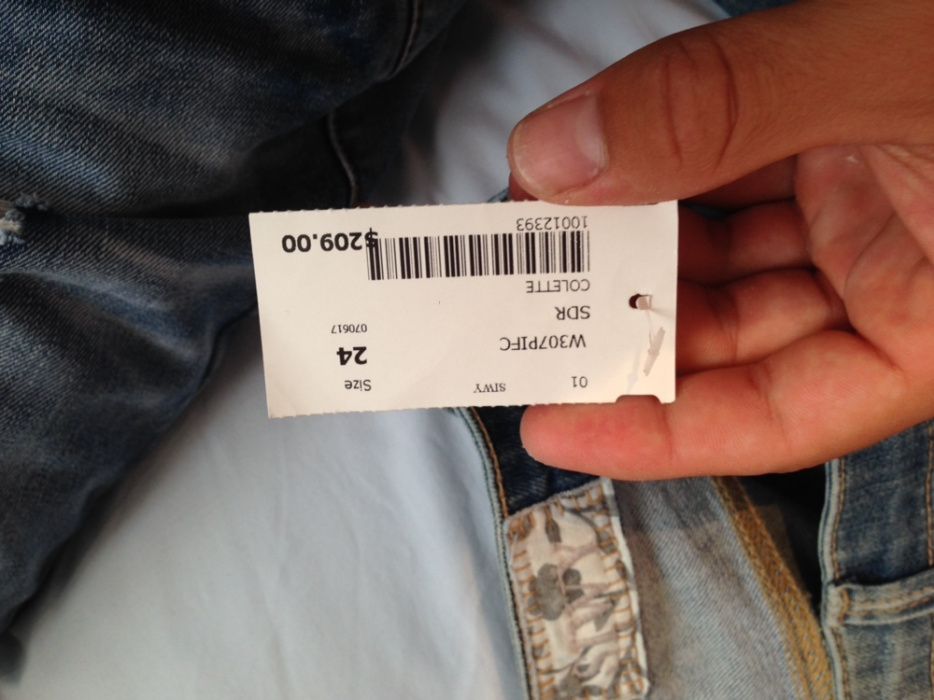 01 SIWY Size
W307PIFC 24
SDR 070617
COLETTE
10012393 $209.00